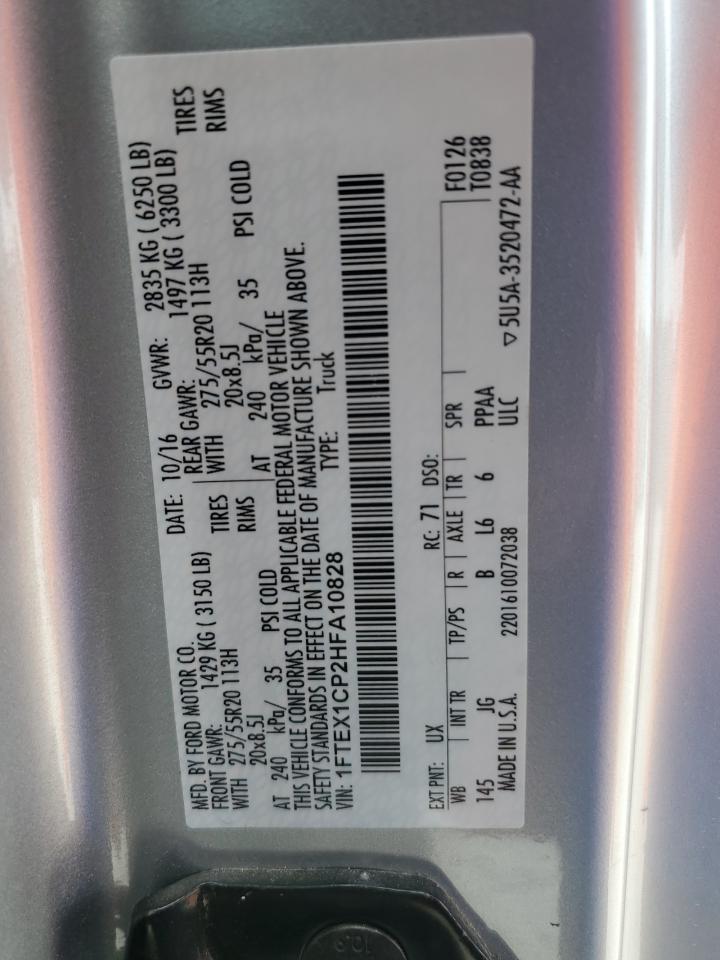 MFD. BY FORD MOTOR CO.
DATE: 10/16 GVWR: 2835 KG ( 6250 LB)
FRONT GAWR: 1429 KG ( 3150 LB)
REAR GAWR: 1497 KG ( 3300 LB)
WITH 275/55R20 113H TIRES
WITH 275/55R20 113H TIRES
20x8.5J RIMS
20x8.5J RIMS
AT 240 kPa/ 35 PSI COLD
AT 240 kPa/ 35 PSI COLD
THIS VEHICLE CONFORMS TO ALL APPLICABLE FEDERAL MOTOR VEHICLE
SAFETY STANDARDS IN EFFECT ON THE DATE OF MANUFACTURE SHOWN ABOVE.
VIN: 1FTEX1CP2HFA10828 TYPE: Truck
EXT PNT: UX RC: 71 DSO: F0126
WB INT TR TP/PS R AXLE TR SPR T0838
145 JG B L6 6 PPAA
MADE IN U.S.A. 2201610072038 ULC ▽5U5A-3520472-AA
10.9